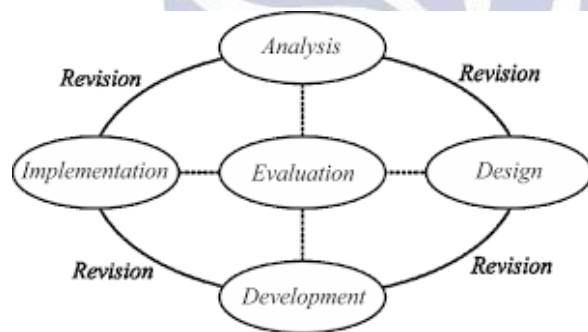 Analysis
Revision Revision
Implementation Evaluation Design
Revision Revision
Development